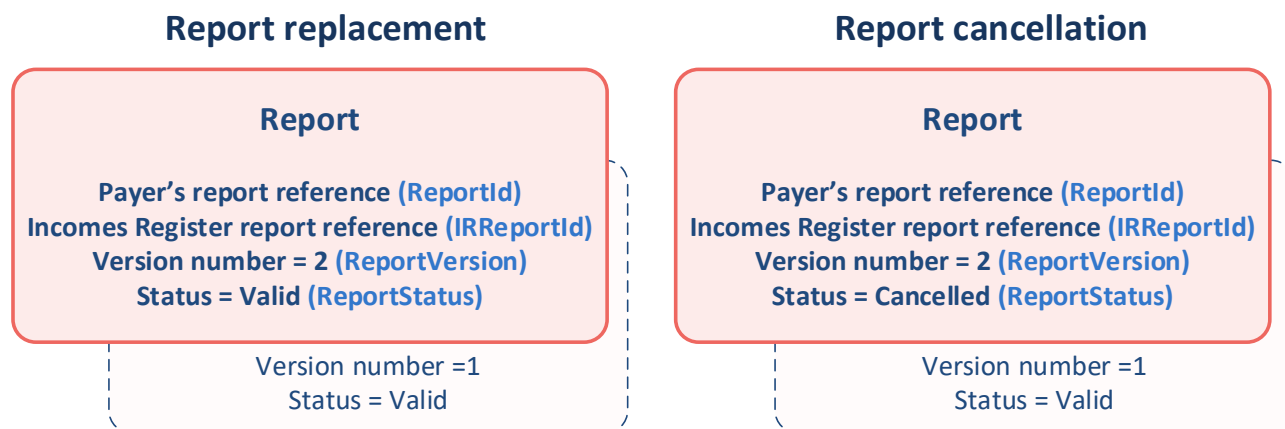 Report replacement
Report
Payer’s report reference (ReportId)
Incomes Register report reference (IRReportId)
Version number = 2 (ReportVersion)
Status = Valid (ReportStatus)
Version number =1
Status = Valid
Report cancellation
Report
Payer’s report reference (ReportId)
Incomes Register report reference (IRReportId)
Version number = 2 (ReportVersion)
Status = Cancelled (ReportStatus)
Version number =1
Status = Valid